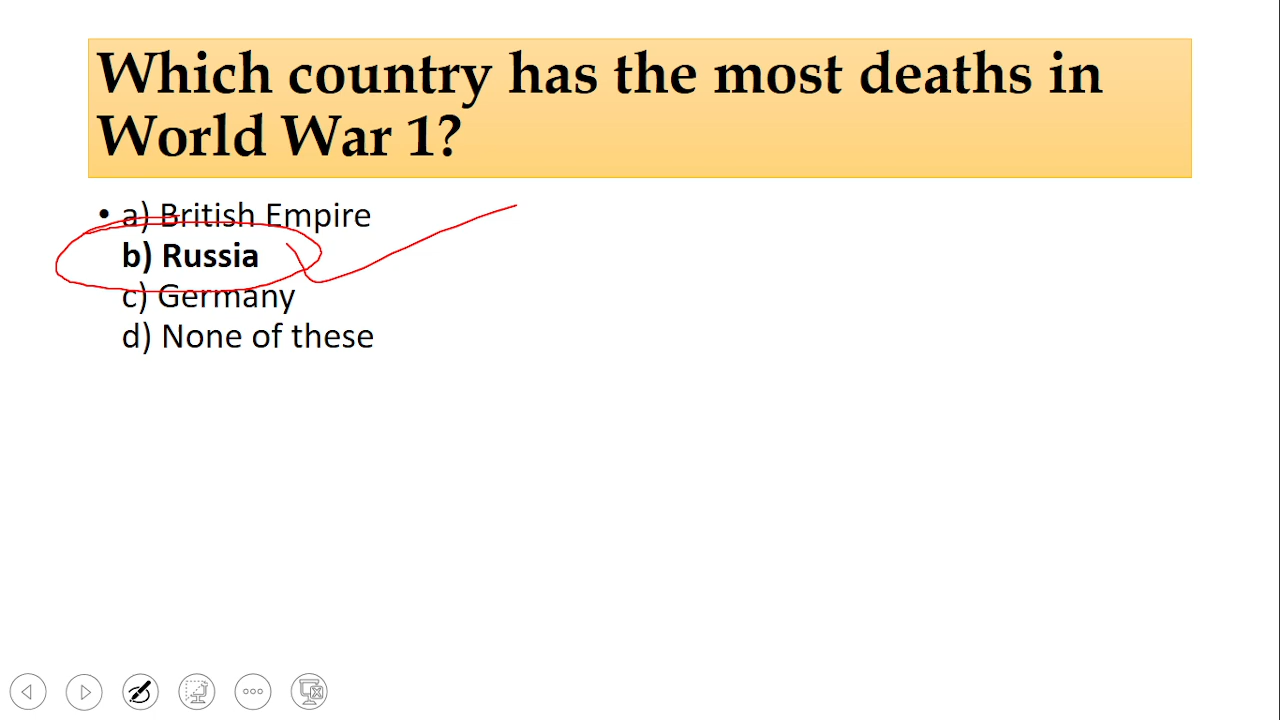 Which country has the most deaths in
World War 1?
• a) British Empire
b) Russia
c) Germany
d) None of these